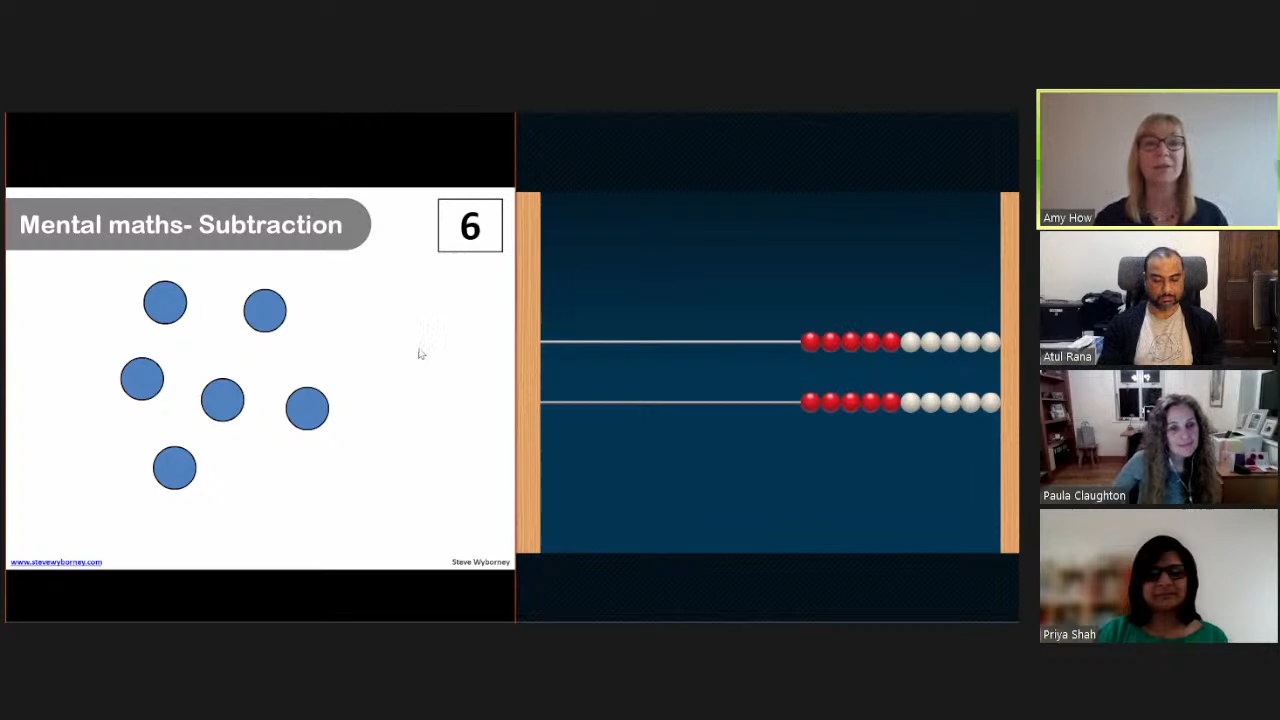 Mental maths- Subtraction
6
www.stevewyborney.com
Steve Wyborney
Amy How
Atul Rana
Paula Claughton
Priya Shah